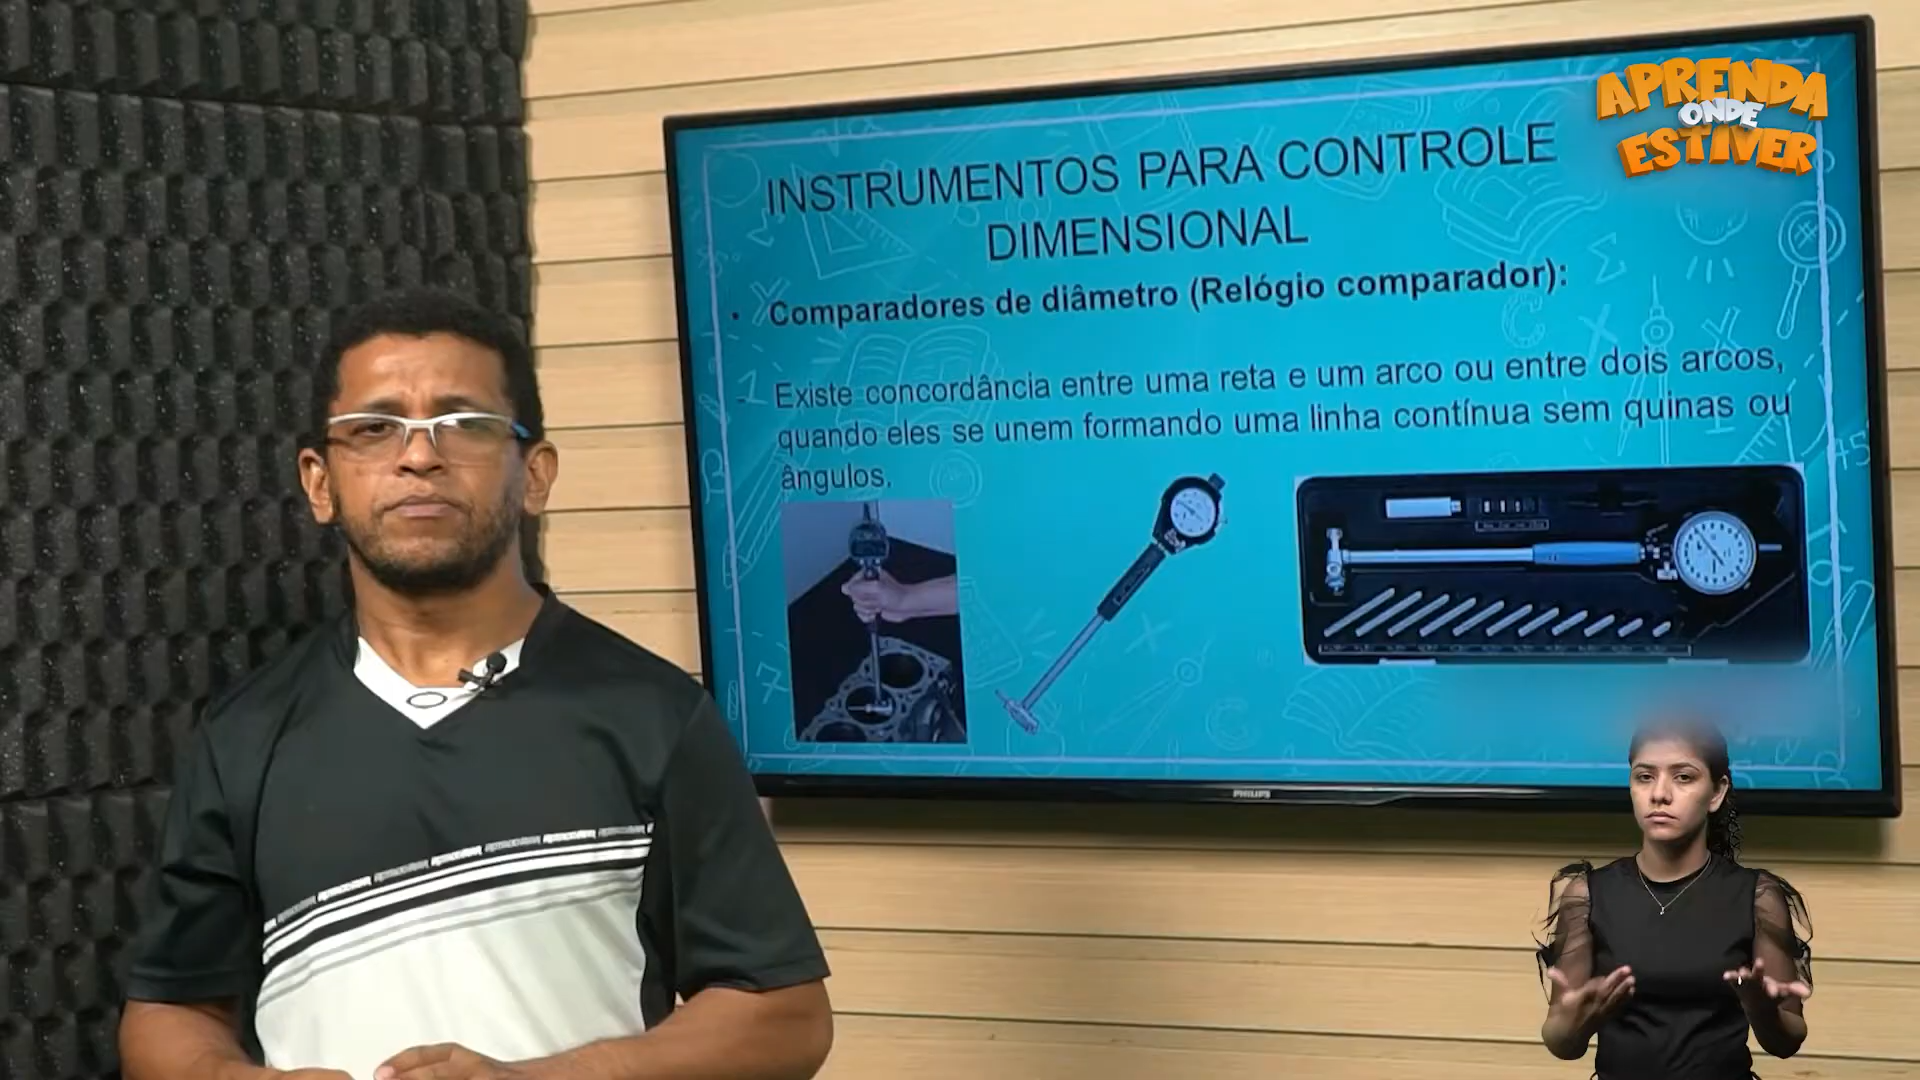 APRENDA
ONDE
ESTIVER
INSTRUMENTOS PARA CONTROLE
DIMENSIONAL
• Comparadores de diâmetro (Relógio comparador):
- Existe concordância entre uma reta e um arco ou entre dois arcos,
quando eles se unem formando uma linha contínua sem quinas ou
ângulos.
PHILIPS